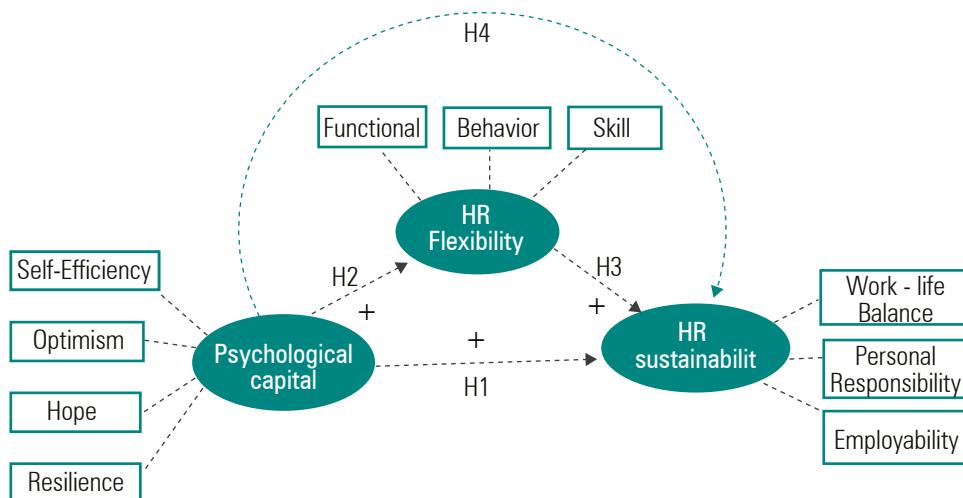 H4
Functional
Behavior
Skill
HR
Flexibility
Self-Efficiency
H2
H3
+
+
Work - life
Balance
Optimism
Psychological
capital
+
H1
HR
sustainabilit
Personal
Responsibility
Hope
Employability
Resilience